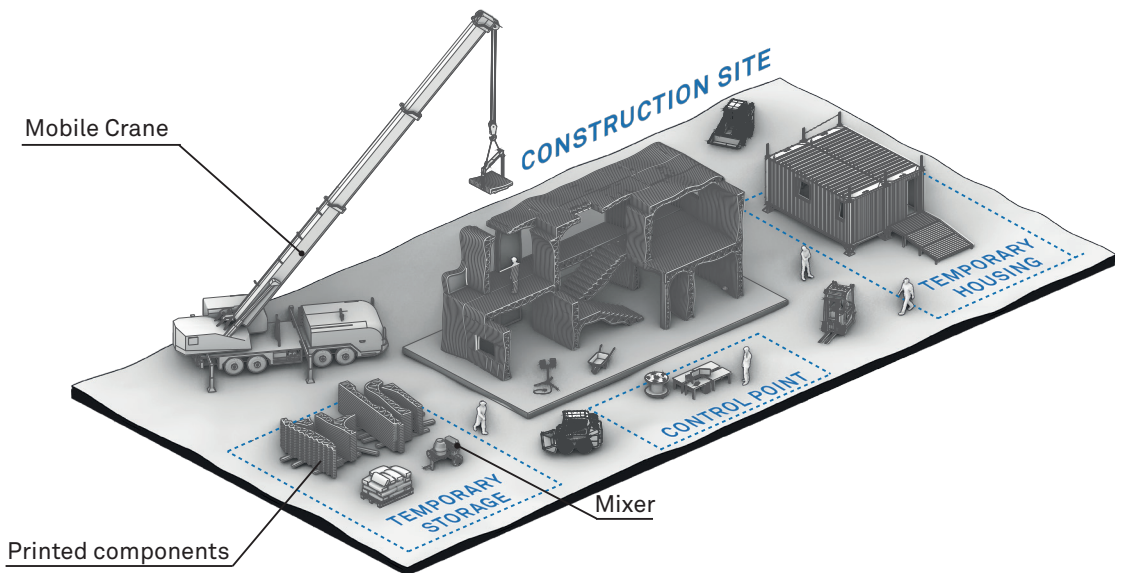 CONSTRUCTION SITE
Mobile Crane
TEMPORARY
HOUSING
CONTROL POINT
TEMPORARY
STORAGE
Mixer
Printed components